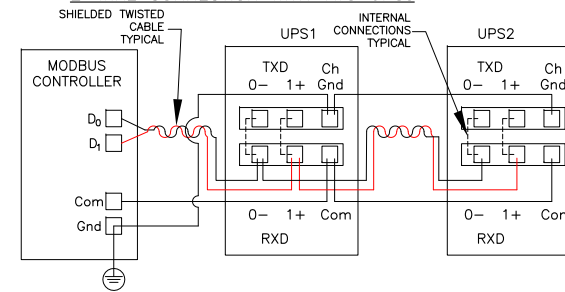 SHIELDED TWISTED
CABLE
TYPICAL
INTERNAL
CONNECTIONS
TYPICAL
UPS1
UPS2
MODBUS
CONTROLLER
TXD
0- 1+
Ch
Gnd
TXD
0- 1+
Ch
Gnd
D0
D1
Com
Gnd
0- 1+ Com
RXD
0- 1+
RXD